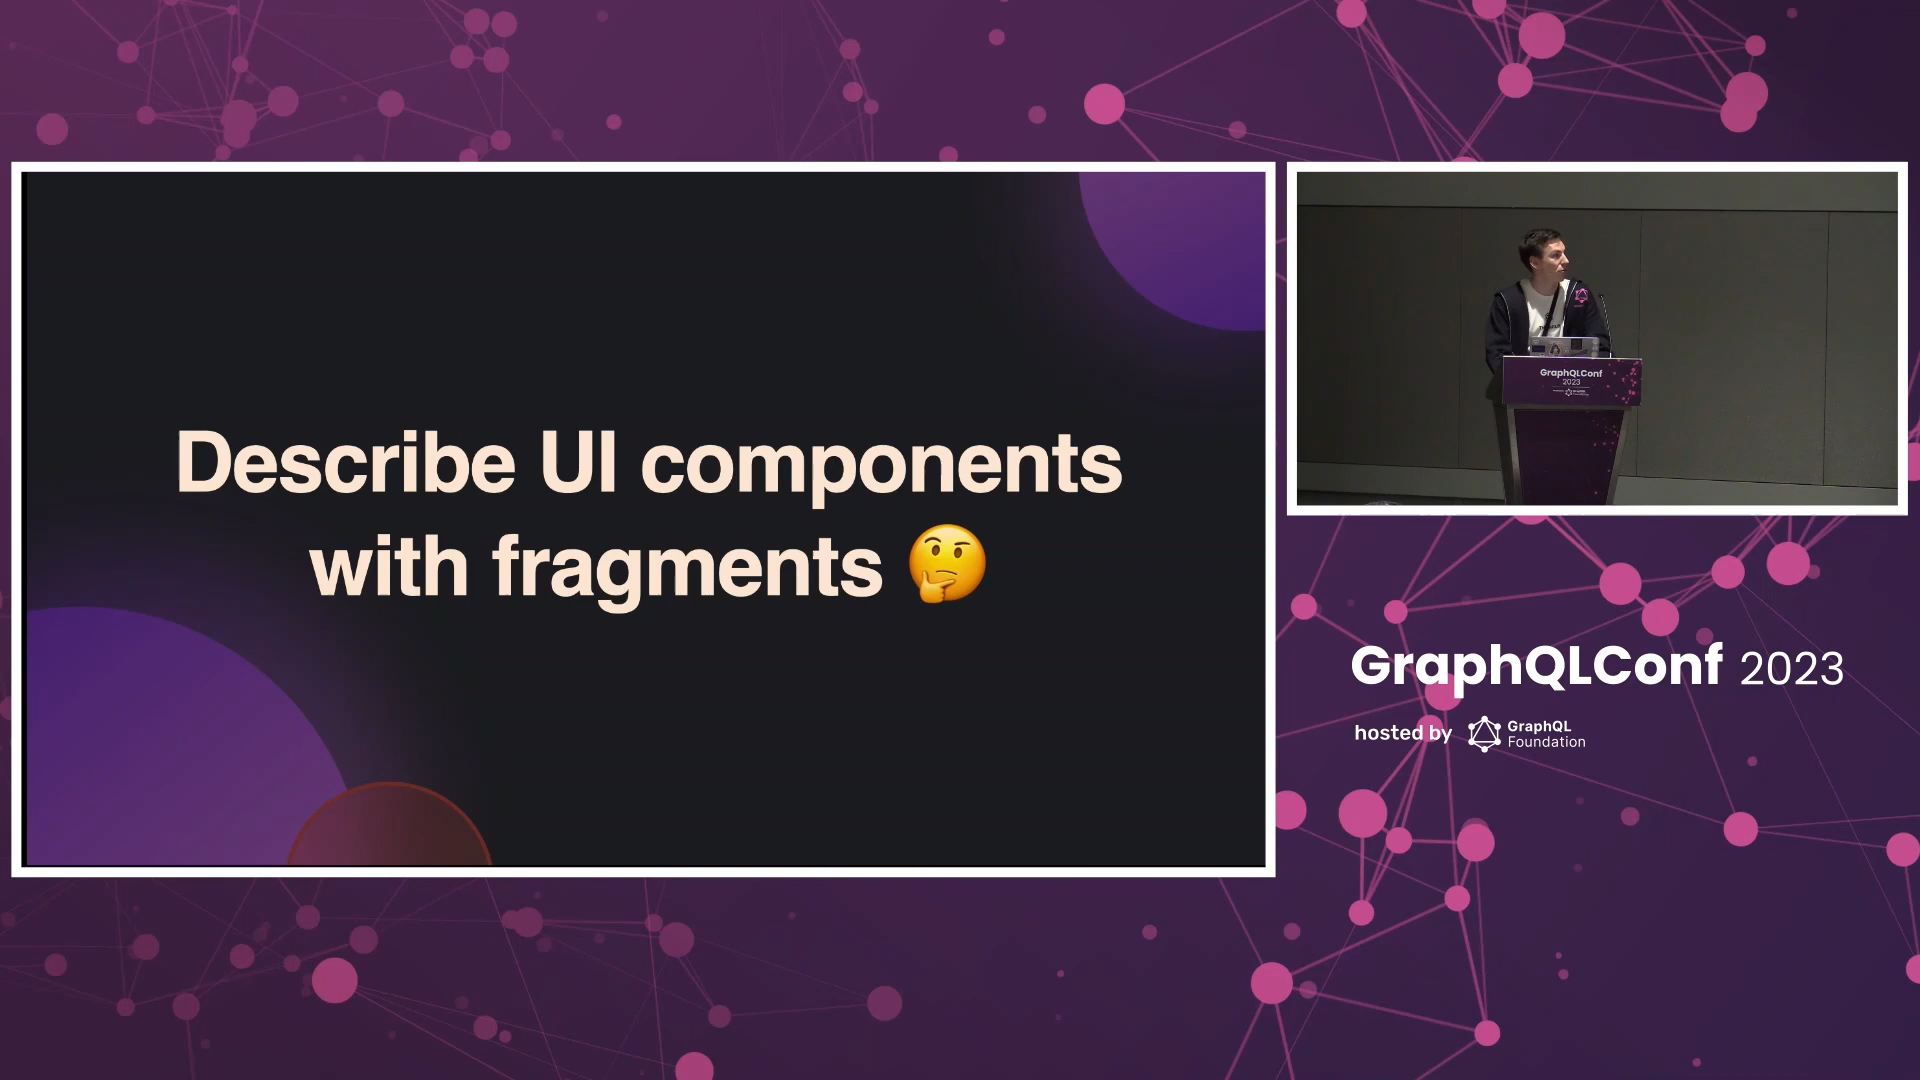 Describe UI components
with fragments 🤔
GraphQLConf
2023
GraphQLConf 2023
hosted by GraphQL
Foundation